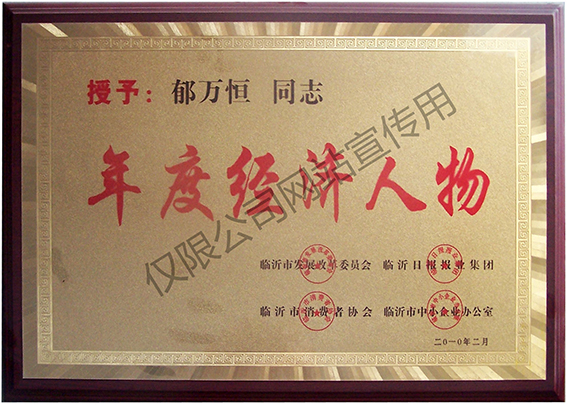 授予：郁万恒 同志
年度经济人物
临沂市发展改革委员会 临沂日报报业集团
临沂市消费者协会 临沂市中小企业办公室
二〇一〇年二月
仅限公司网站宣传用